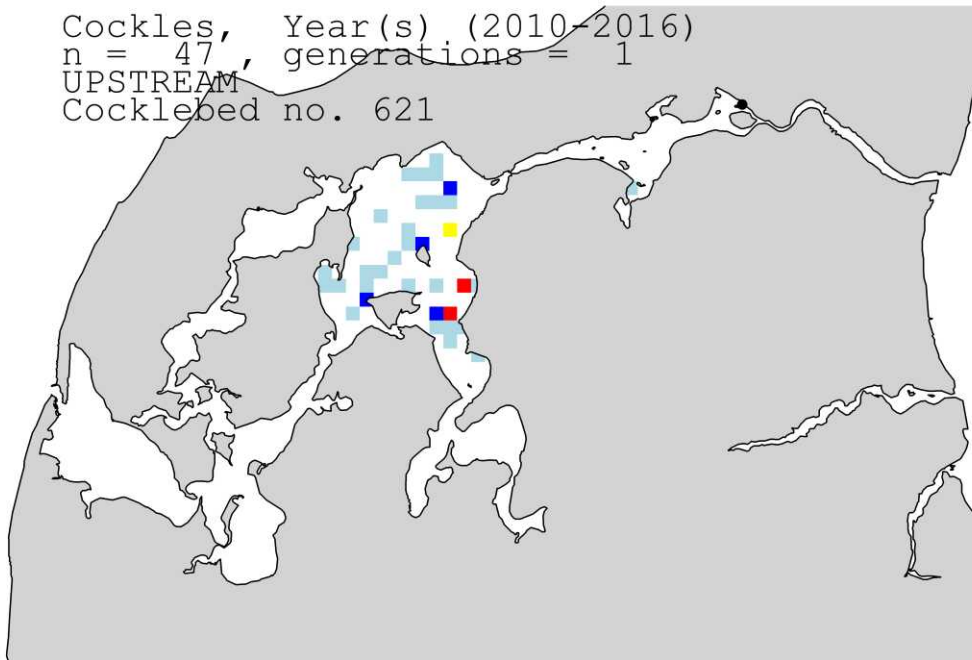 Cockles,  Year(s) (2010-2016)
n =  47, generations =  1
UPSTREAM
Cocklebed no. 621